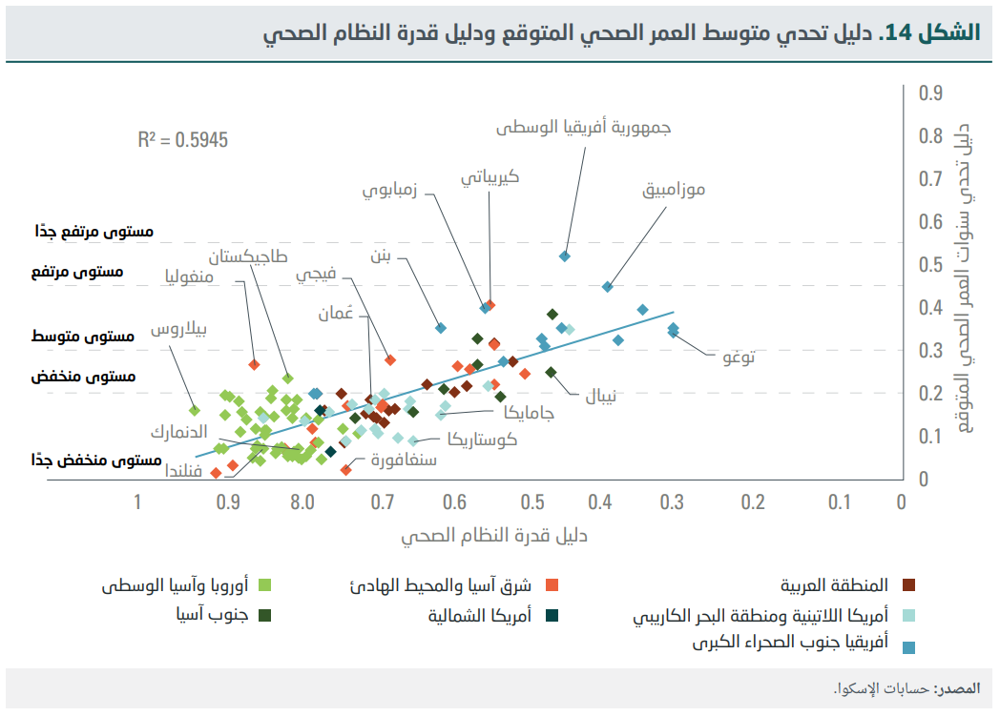 الشكل 14. دليل تحدي متوسط العمر الصحي المتوقع ودليل قدرة النظام الصحي
R² = 0.5945
0.9
0.8
0.7
0.6
0.5
0.4
0.3
0.2
0.1
0
دليل تحدي سنوات العمر الصحي المتوقع
مستوى مرتفع جدًا
مستوى مرتفع
مستوى متوسط
مستوى منخفض
مستوى منخفض جدًا
جمهورية أفريقيا الوسطى
كيريباتي
زمبابوي
موزامبيق
بنن
طاجيكستان
منغوليا
فيجي
عُمان
بيلاروس
توغو
نيبال
جامايكا
كوستاريكا
سنغافورة
الدنمارك
فنلندا
1 0.9 8.0 0.7 0.6 0.5 0.4 0.3 0.2 0.1 0
دليل قدرة النظام الصحي
المنطقة العربية
شرق آسيا والمحيط الهادئ
أوروبا وآسيا الوسطى
أمريكا اللاتينية ومنطقة البحر الكاريبي
أمريكا الشمالية
جنوب آسيا
أفريقيا جنوب الصحراء الكبرى
المصدر: حسابات الإسكوا.